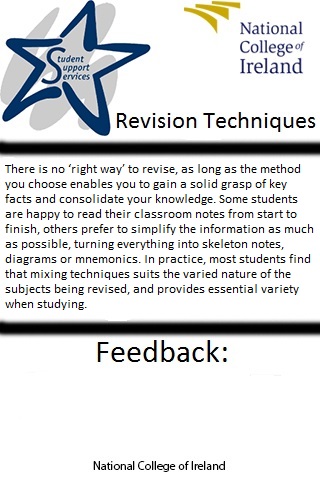 Student
Support
Services
National
College of
Ireland
Revision Techniques
There is no ‘right way’ to revise, as long as the method
you choose enables you to gain a solid grasp of key
facts and consolidate your knowledge. Some students
are happy to read their classroom notes from start to
finish, others prefer to simplify the information as much
as possible, turning everything into skeleton notes,
diagrams or mnemonics. In practice, most students find
that mixing techniques suits the varied nature of the
subjects being revised, and provides essential variety
when studying.
Feedback:
National College of Ireland